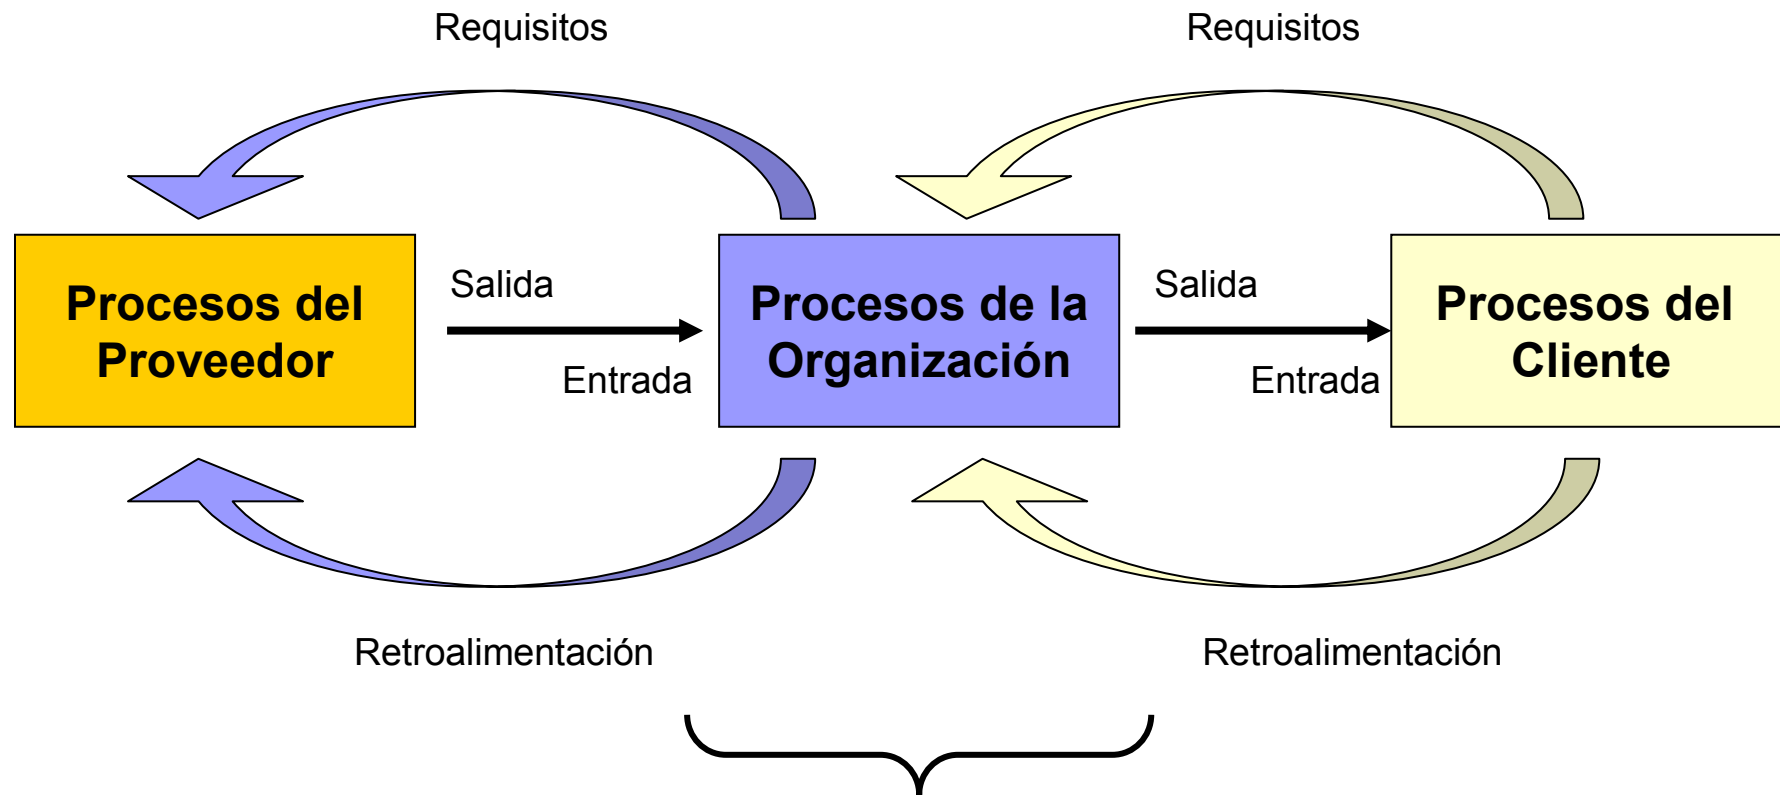 Requisitos
Requisitos
Procesos del
Proveedor
Salida
Entrada
Procesos de la
Organización
Salida
Entrada
Procesos del
Cliente
Retroalimentación
Retroalimentación